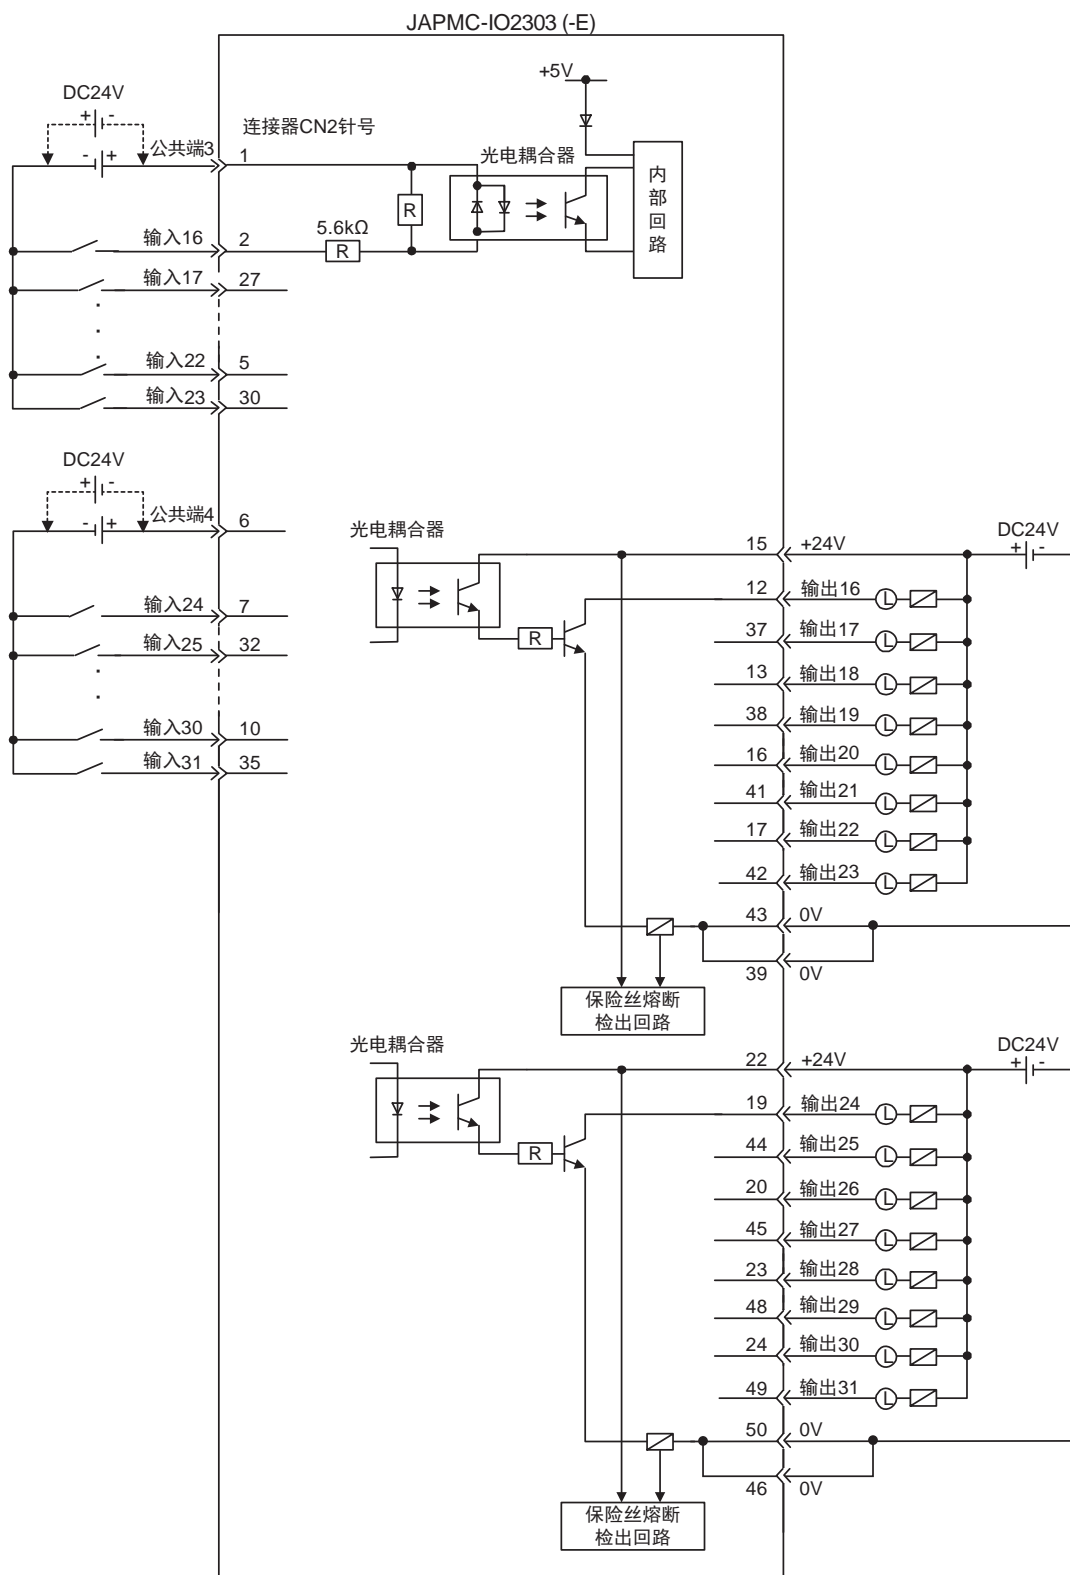 JAPMC-IO2303 (-E)
+5V
DC24V
+ -
连接器CN2针号
公共端3
- +
1
光电耦合器
内部回路
R
5.6kΩ
输入16
2
R
输入17
27
输入22
5
输入23
30
DC24V
+ -
公共端4
- +
6
光电耦合器
15
+24V
DC24V
+ -
12
输出16
L
输入24
7
R
37
输出17
L
输入25
32
13
输出18
L
38
输出19
L
输入30
10
16
输出20
L
输入31
35
41
输出21
L
17
输出22
L
42
输出23
L
43
0V
39
0V
保险丝熔断
检出回路
光电耦合器
22
+24V
DC24V
+ -
19
输出24
L
R
44
输出25
L
20
输出26
L
45
输出27
L
23
输出28
L
48
输出29
L
24
输出30
L
49
输出31
L
50
0V
46
0V
保险丝熔断
检出回路